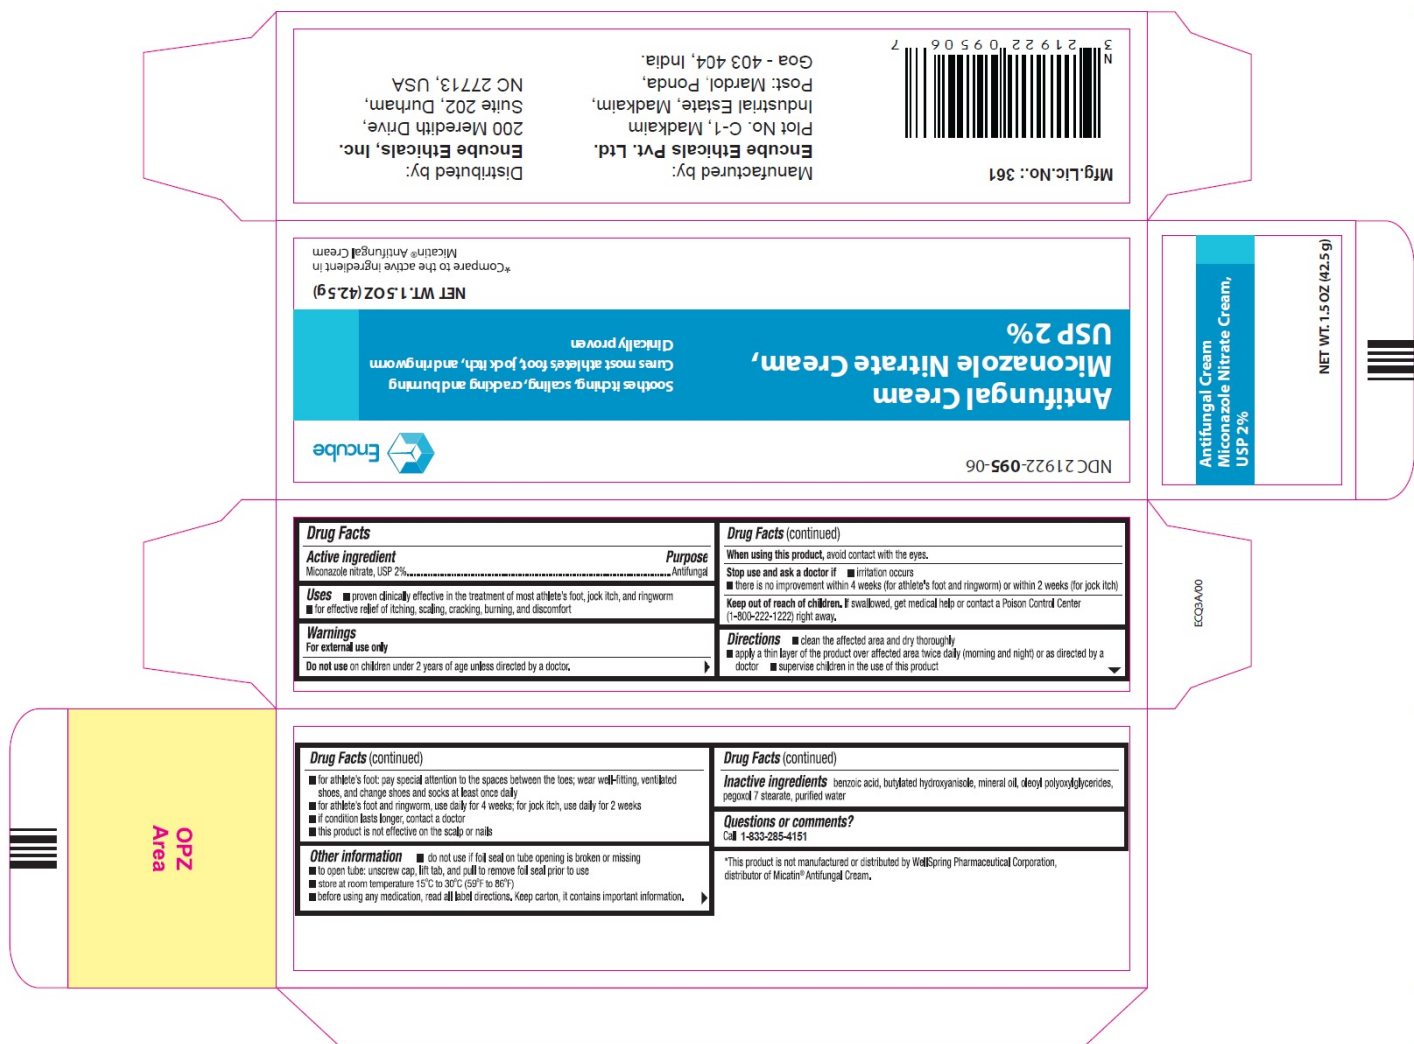 Mfg.Lic.No.: 361
N
3 21922 09506 7
Manufactured by:
Encube Ethicals Pvt. Ltd.
Plot No. C-1, Madkaim
Industrial Estate, Madkaim,
Post: Mardol, Ponda,
Goa - 403 404, India.
Distributed by:
Encube Ethicals, Inc.
200 Meredith Drive,
Suite 202, Durham,
NC 27713, USA
NDC 21922-095-06
Encube
Antifungal Cream
Miconazole Nitrate Cream,
USP 2%
Soothes itching, scaling, cracking and burning
Cures most athlete's foot, jock itch, and ringworm
Clinically proven
NET WT. 1.5 OZ (42.5 g)
*Compare to the active ingredient in
Micatin® Antifungal Cream
Antifungal Cream
Miconazole Nitrate Cream,
USP 2%
NET WT. 1.5 OZ (42.5 g)
Drug Facts
Active ingredient Purpose
Miconazole nitrate, USP 2%..........Antifungal
Uses ■ proven clinically effective in the treatment of most athlete's foot, jock itch, and ringworm
■ for effective relief of itching, scaling, cracking, burning, and discomfort
Warnings
For external use only
Do not use on children under 2 years of age unless directed by a doctor.
Drug Facts (continued)
When using this product, avoid contact with the eyes.
Stop use and ask a doctor if ■ irritation occurs
■ there is no improvement within 4 weeks (for athlete's foot and ringworm) or within 2 weeks (for jock itch)
Keep out of reach of children. If swallowed, get medical help or contact a Poison Control Center
(1-800-222-1222) right away.
Directions ■ clean the affected area and dry thoroughly
■ apply a thin layer of the product over affected area twice daily (morning and night) or as directed by a
doctor ■ supervise children in the use of this product
ECQ3A/00
OPZ
Area
Drug Facts (continued)
■ for athlete's foot: pay special attention to the spaces between the toes; wear well-fitting, ventilated
shoes, and change shoes and socks at least once daily
■ for athlete's foot and ringworm, use daily for 4 weeks; for jock itch, use daily for 2 weeks
■ if condition lasts longer, contact a doctor
■ this product is not effective on the scalp or nails
Other information ■ do not use if foil seal on tube opening is broken or missing
■ to open tube: unscrew cap, lift tab, and pull to remove foil seal prior to use
■ store at room temperature 15°C to 30°C (59°F to 86°F)
■ before using any medication, read all label directions. Keep carton, it contains important information.
Drug Facts (continued)
Inactive ingredients benzoic acid, butylated hydroxyanisole, mineral oil, oleoyl polyoxylglycerides,
pegoxol 7 stearate, purified water
Questions or comments?
Call 1-833-285-4151
*This product is not manufactured or distributed by WellSpring Pharmaceutical Corporation,
distributor of Micatin® Antifungal Cream.